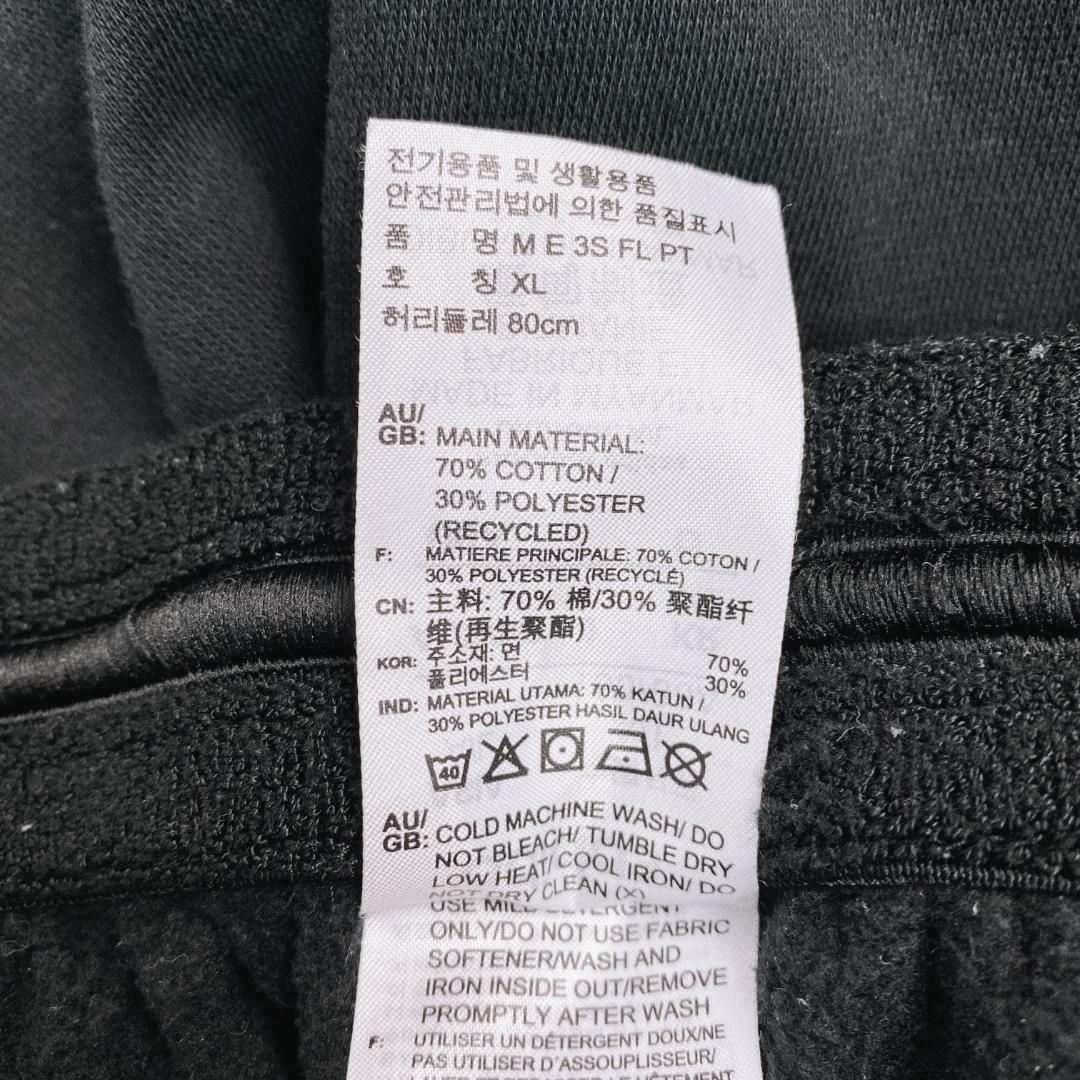 전기용품 및 생활용품
안전관리법에 의한 품질표시
품 명 M E 3S FL PT
호 칭 XL
허리둘레 80cm
AU/
GB: MAIN MATERIAL:
70% COTTON /
30% POLYESTER
(RECYCLED)
F: MATIERE PRINCIPALE: 70% COTON /
30% POLYESTER (RECYCLÉ)
CN: 主料: 70% 棉/30% 聚酯纤
维(再生聚酯)
KOR: 주소재: 면 70%
폴리에스터 30%
IND: MATERIAL UTAMA: 70% KATUN /
30% POLYESTER HASIL DAUR ULANG
40
AU/
GB: COLD MACHINE WASH/ DO
NOT BLEACH/ TUMBLE DRY
LOW HEAT/ COOL IRON/ DO
NOT DRY CLEAN (X)
USE MILD DETERGENT
ONLY/DO NOT USE FABRIC
SOFTENER/WASH AND
IRON INSIDE OUT/REMOVE
PROMPTLY AFTER WASH
F: UTILISER UN DÉTERGENT DOUX/NE
PAS UTILISER D'ASSOUPLISSEUR/